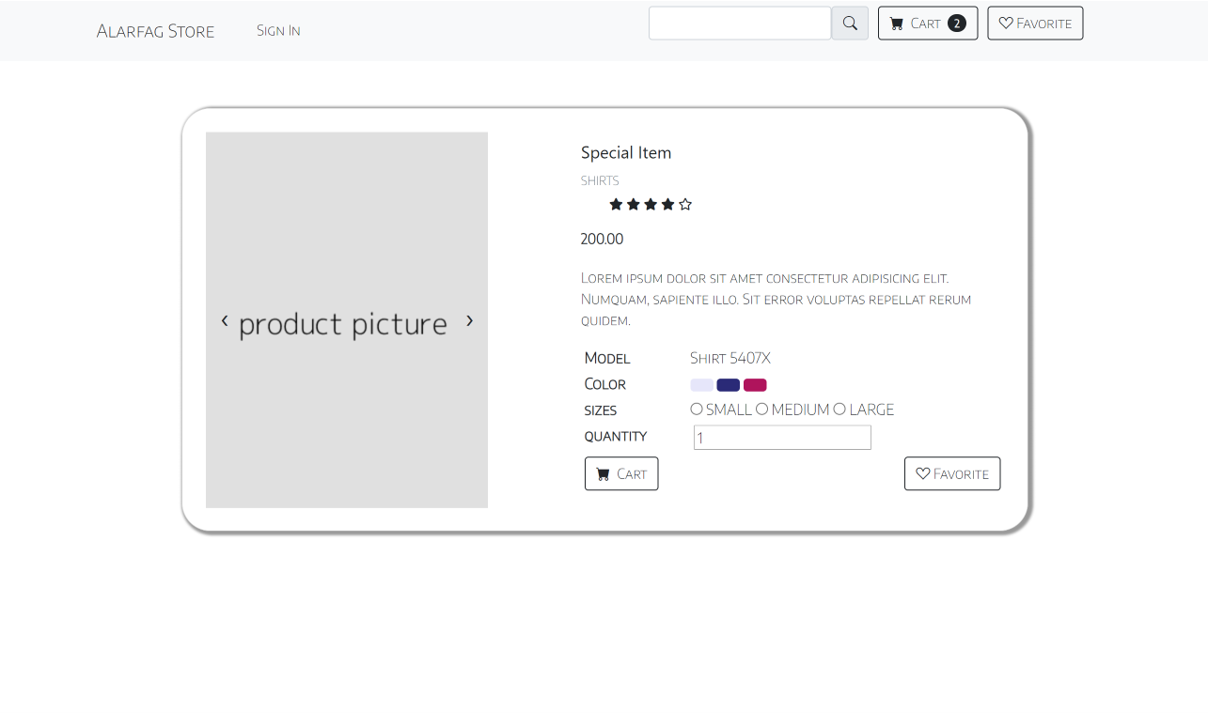 Alarfag Store
Sign In
Cart 2
Favorite
product picture
Special Item
SHIRTS
200.00
Lorem ipsum dolor sit amet consectetur adipisicing elit.
Numquam, sapiente illo. Sit error voluptas repellat rerum
quidem.
Model Shirt 5407X
Color
sizes SMALL MEDIUM LARGE
quantity 1
Cart
Favorite